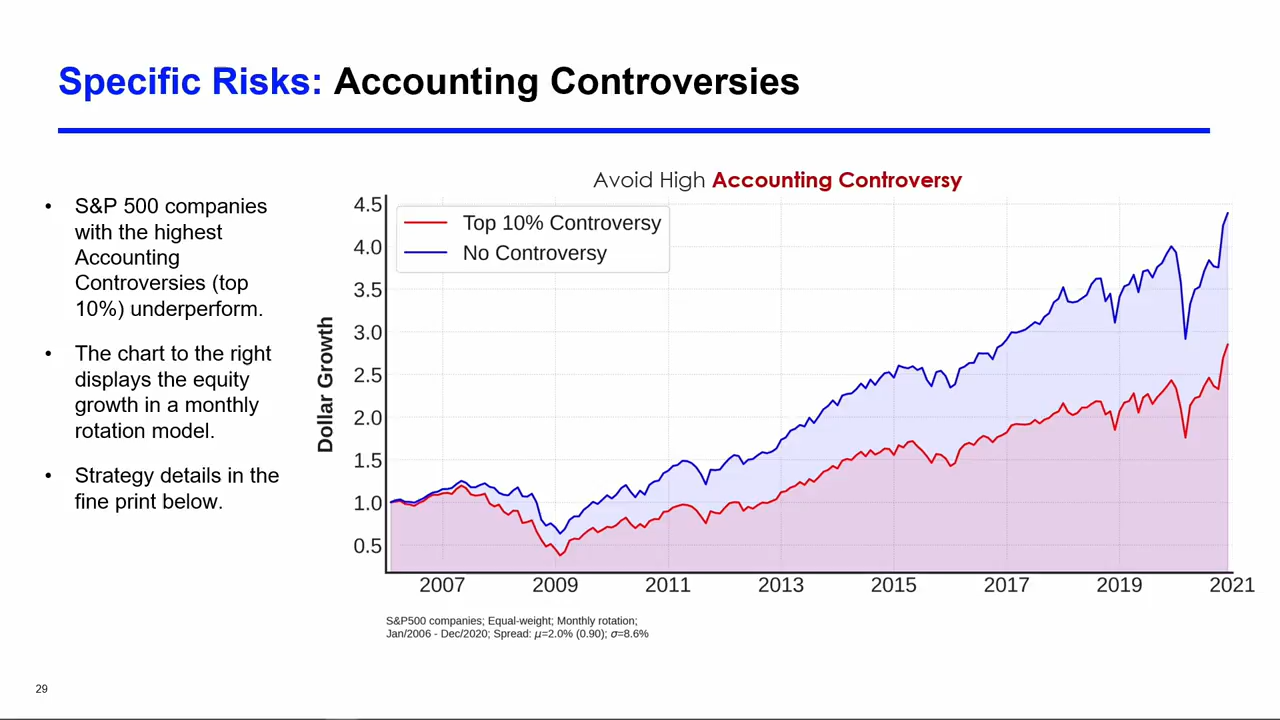 Specific Risks: Accounting Controversies
• S&P 500 companies
with the highest
Accounting
Controversies (top
10%) underperform.
• The chart to the right
displays the equity
growth in a monthly
rotation model.
• Strategy details in the
fine print below.
Avoid High Accounting Controversy
Top 10% Controversy
No Controversy
Dollar Growth
4.5
4.0
3.5
3.0
2.5
2.0
1.5
1.0
0.5
2007 2009 2011 2013 2015 2017 2019 2021
S&P500 companies; Equal-weight; Monthly rotation;
Jan/2006 - Dec/2020; Spread: μ=2.0% (0.90); σ=8.6%
29